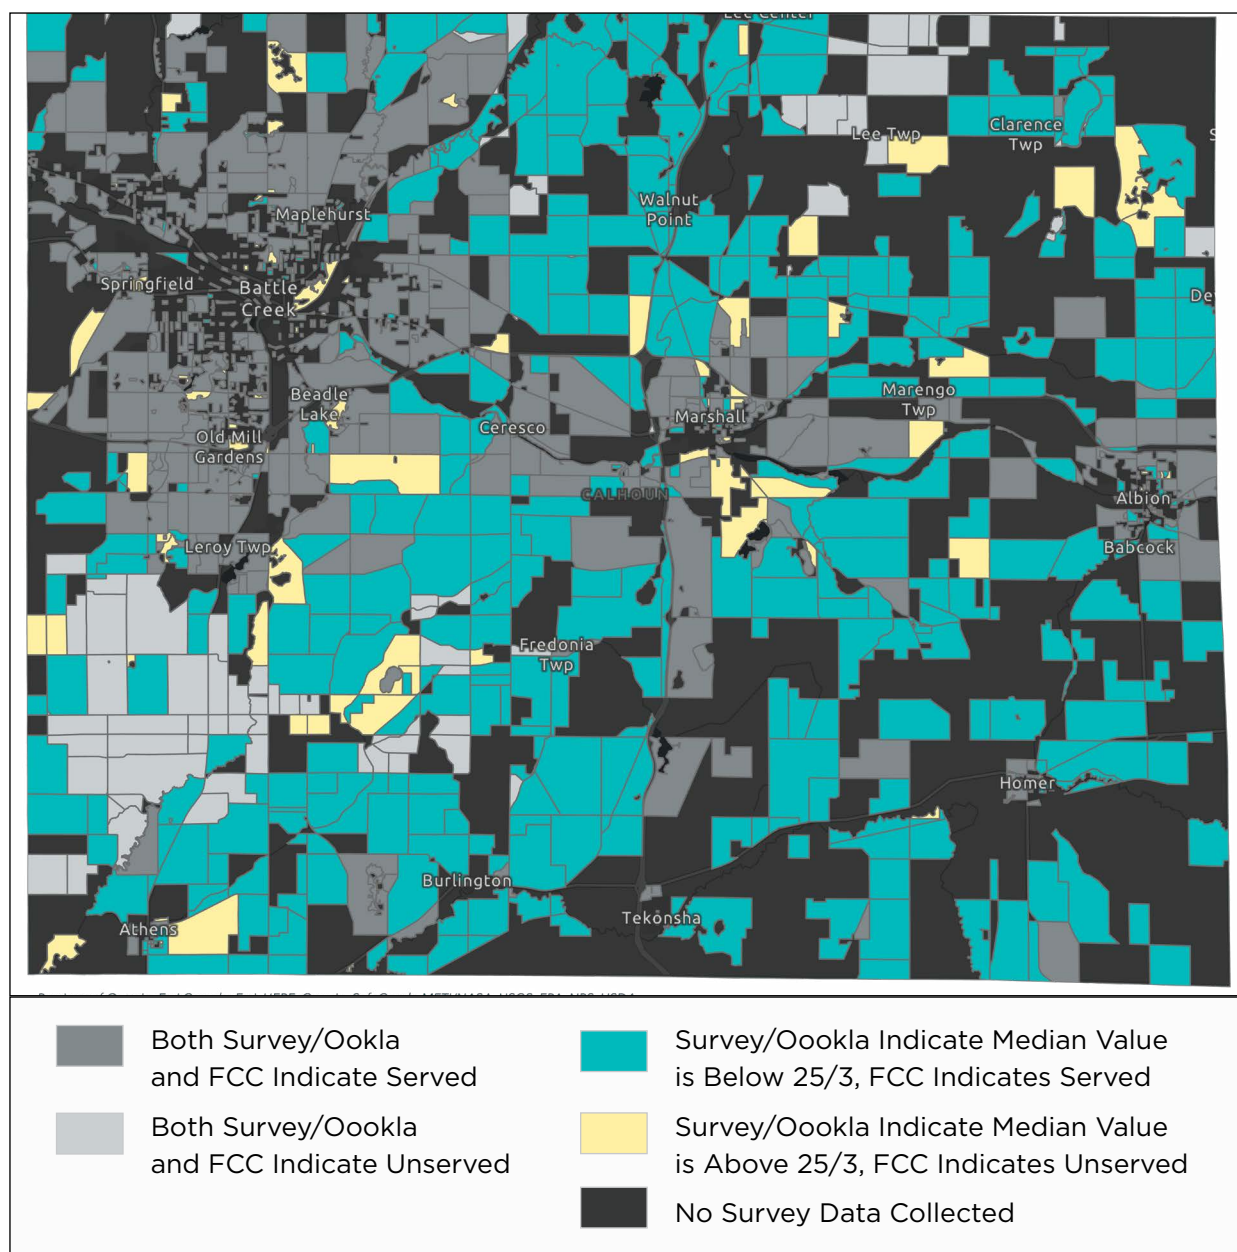 Lee Center
Lee Twp
Clarence
Twp
S
Walnut
Point
Maplehurst
Springfield
Battle
Creek
De
Beadle
Lake
Marengo
Twp
Marshall
Ceresco
Old Mill
Gardens
CALHOUN
Albion
Leroy Twp
Babcock
Fredonia
Twp
Homer
Burlington
Tekonsha
Athens
Both Survey/Ookla
and FCC Indicate Served
Both Survey/Oookla
and FCC Indicate Unserved
Survey/Oookla Indicate Median Value
is Below 25/3, FCC Indicates Served
Survey/Oookla Indicate Median Value
is Above 25/3, FCC Indicates Unserved
No Survey Data Collected